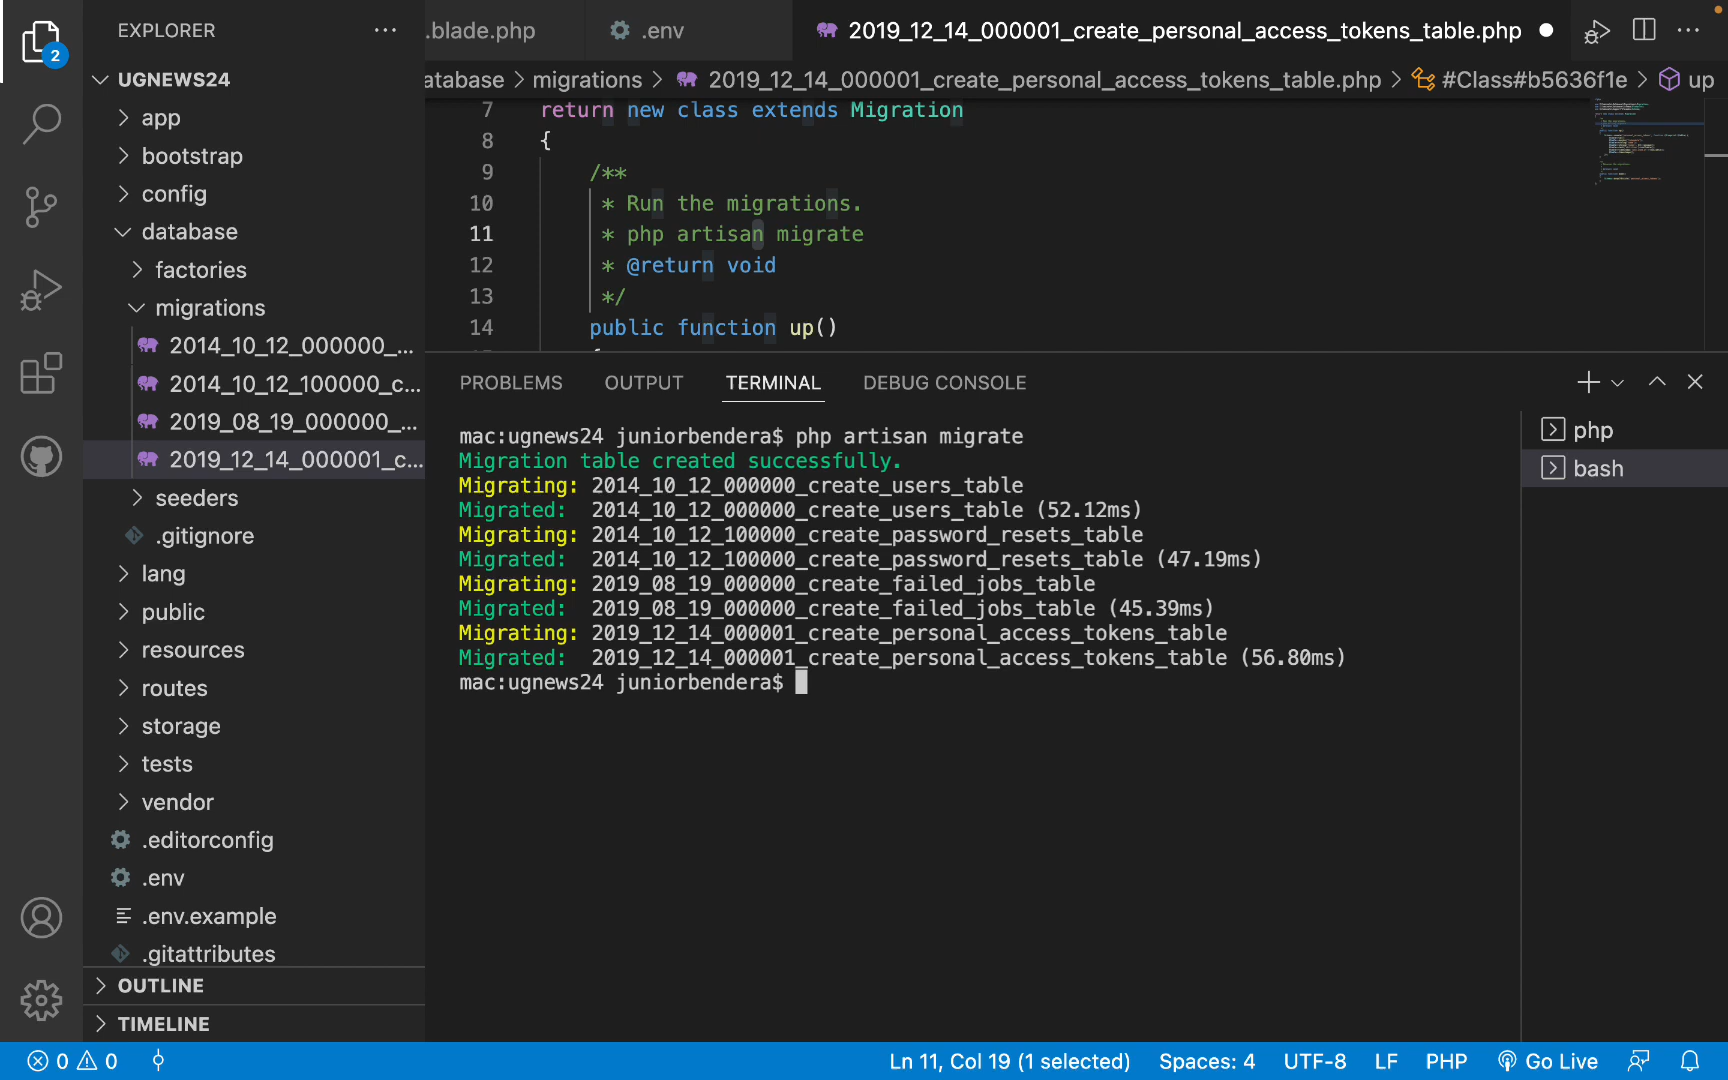 EXPLORER
.blade.php
.env
2019_12_14_000001_create_personal_access_tokens_table.php
2
UGNEWS24
app
bootstrap
config
database
factories
migrations
2014_10_12_000000_...
2014_10_12_100000_c...
2019_08_19_000000_...
2019_12_14_000001_c...
seeders
.gitignore
lang
public
resources
routes
storage
tests
vendor
.editorconfig
.env
.env.example
.gitattributes
OUTLINE
TIMELINE
atabase > migrations > 2019_12_14_000001_create_personal_access_tokens_table.php > #Class#b5636f1e > up
7 return new class extends Migration
8 {
9 /**
10 * Run the migrations.
11 * php artisan migrate
12 * @return void
13 */
14 public function up()
PROBLEMS OUTPUT TERMINAL DEBUG CONSOLE
mac:ugnews24 juniorbendera$ php artisan migrate
Migration table created successfully.
Migrating: 2014_10_12_000000_create_users_table
Migrated: 2014_10_12_000000_create_users_table (52.12ms)
Migrating: 2014_10_12_100000_create_password_resets_table
Migrated: 2014_10_12_100000_create_password_resets_table (47.19ms)
Migrating: 2019_08_19_000000_create_failed_jobs_table
Migrated: 2019_08_19_000000_create_failed_jobs_table (45.39ms)
Migrating: 2019_12_14_000001_create_personal_access_tokens_table
Migrated: 2019_12_14_000001_create_personal_access_tokens_table (56.80ms)
mac:ugnews24 juniorbendera$
php
bash
0 0
Ln 11, Col 19 (1 selected) Spaces: 4 UTF-8 LF PHP Go Live